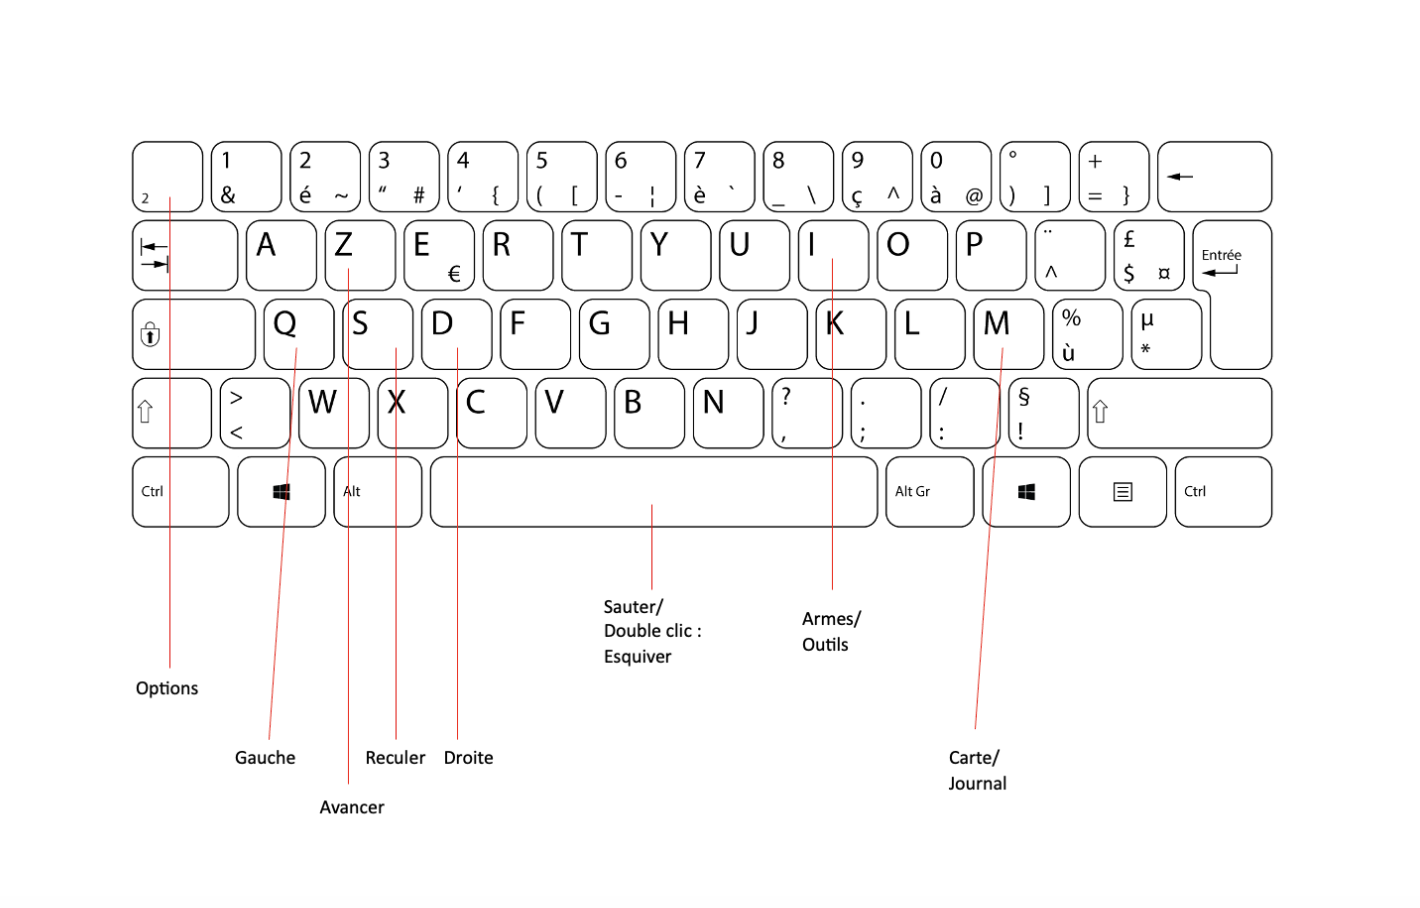 1 2 3 4 5 6 7 8 9 0 ° +
2 & é ~ “ # ‘ { ( [ - ¦ è ` _ \ ç ^ à @ ) ] = }
A Z E R T Y U I O P ¨ £
Entrée
€ ^ $ ¤
Q S D F G H J K L M % µ
ù *
> W X C V B N ? . / §
< , ; : !
Ctrl Alt Alt Gr Ctrl
Sauter/
Double clic :
Esquiver
Armes/
Outils
Options
Gauche Reculer Droite
Carte/
Journal
Avancer